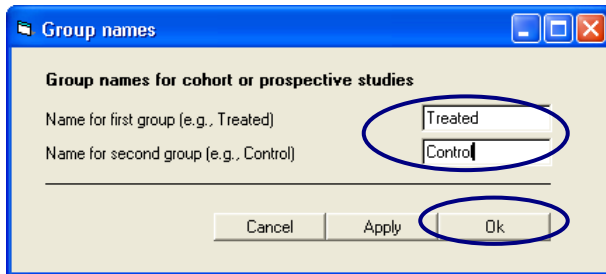 Group names
Group names for cohort or prospective studies
Name for first group (e.g., Treated) Treated
Name for second group (e.g., Control) Control
Cancel Apply Ok